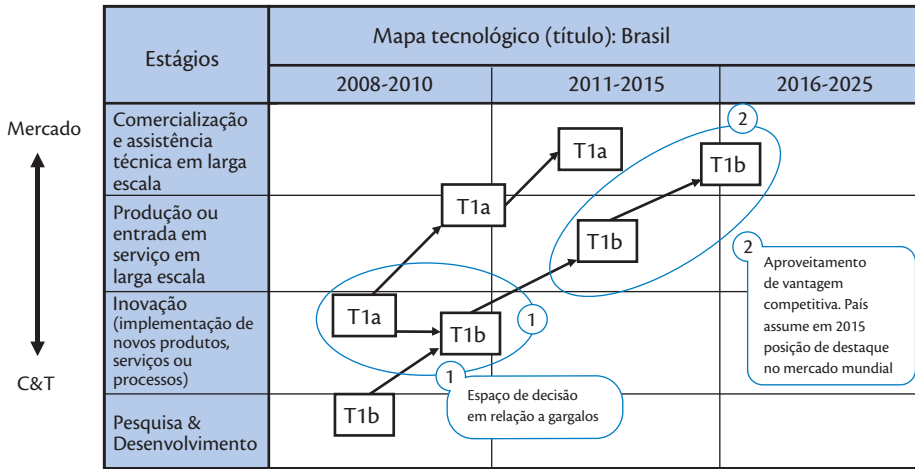 Estágios
Mapa tecnológico (título): Brasil
2008-2010
2011-2015
2016-2025
Mercado
C&T
Comercialização
e assistência
técnica em larga
escala
T1a
2
T1b
Produção ou
entrada em
serviço em
larga escala
T1a
T1b
2
Aproveitamento
de vantagem
competitiva. País
assume em 2015
posição de destaque
no mercado mundial
Inovação
(implementação de
novos produtos,
serviços ou
processos)
T1a
T1b
1
1
Espaço de decisão
em relação a gargalos
Pesquisa &
Desenvolvimento
T1b